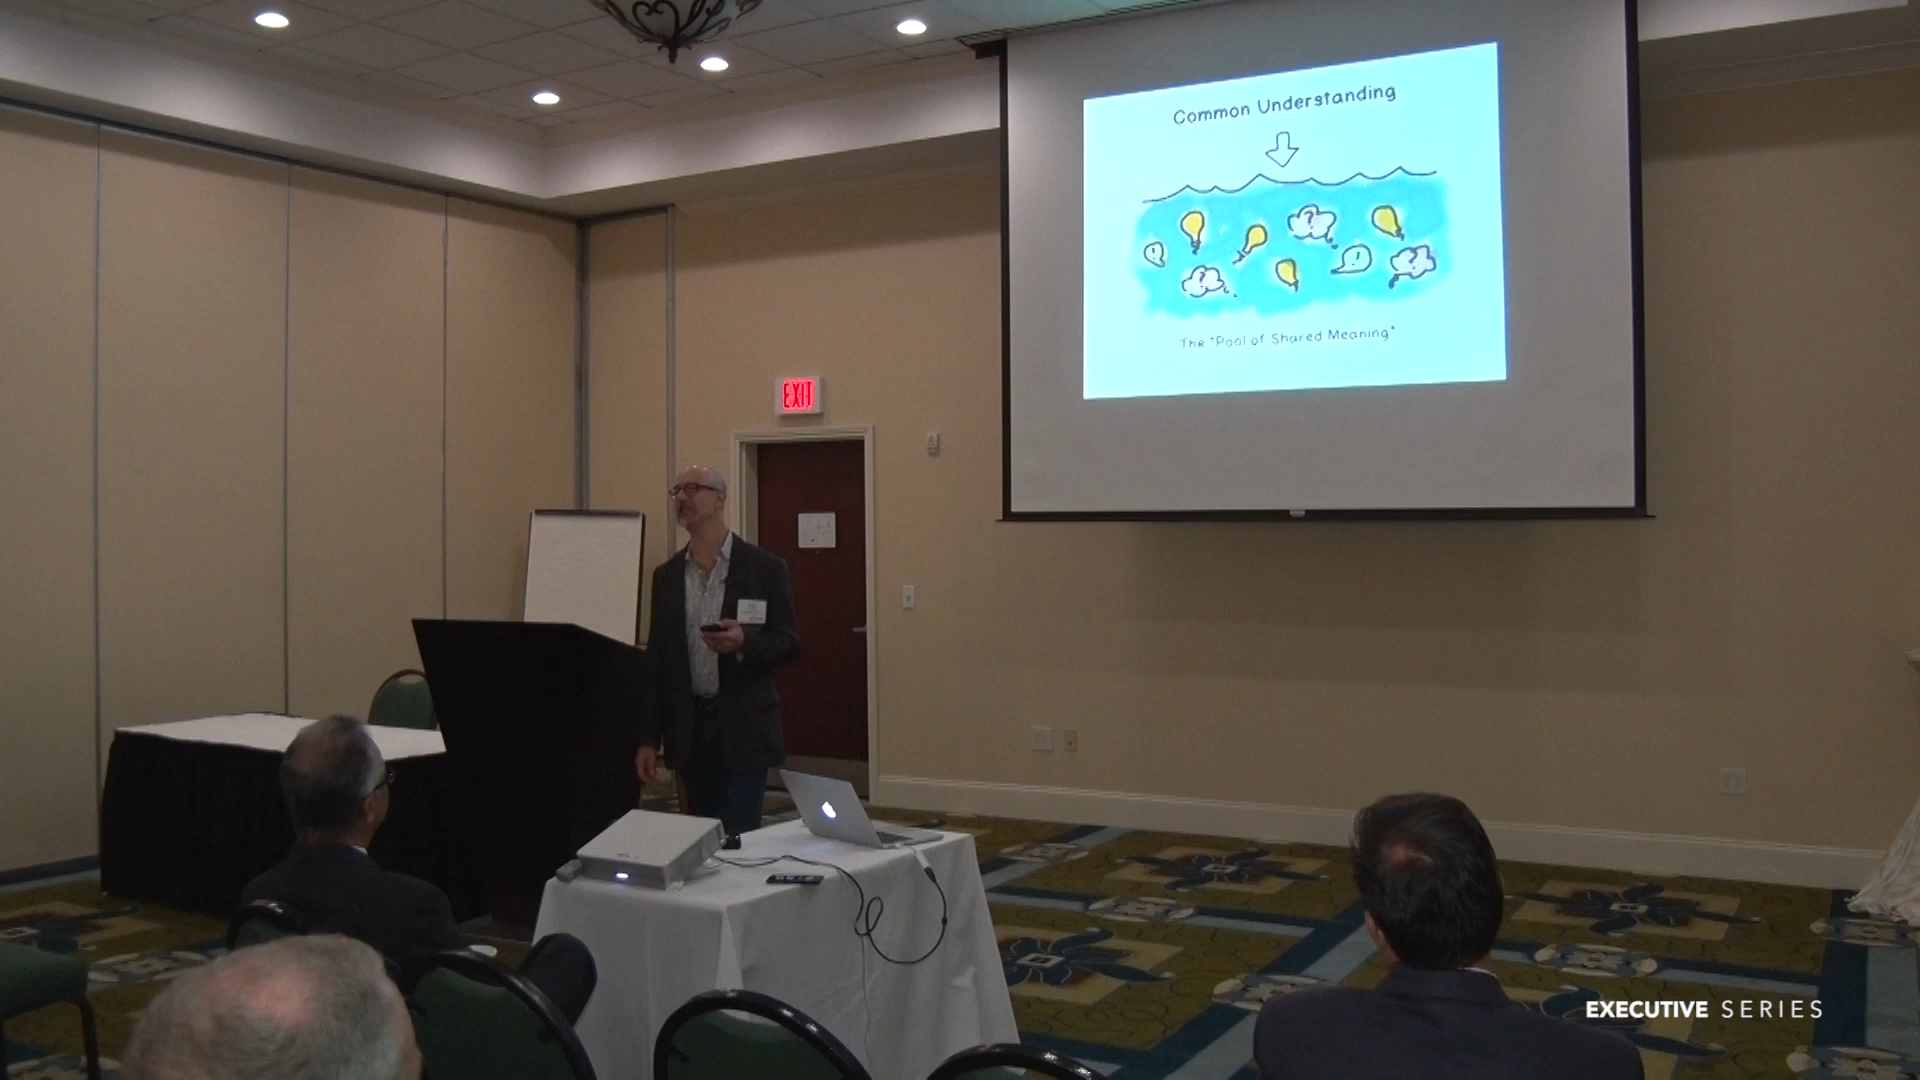 Common Understanding
?
!
!
?
?
The "Pool of Shared Meaning"
EXIT
EXECUTIVE SERIES